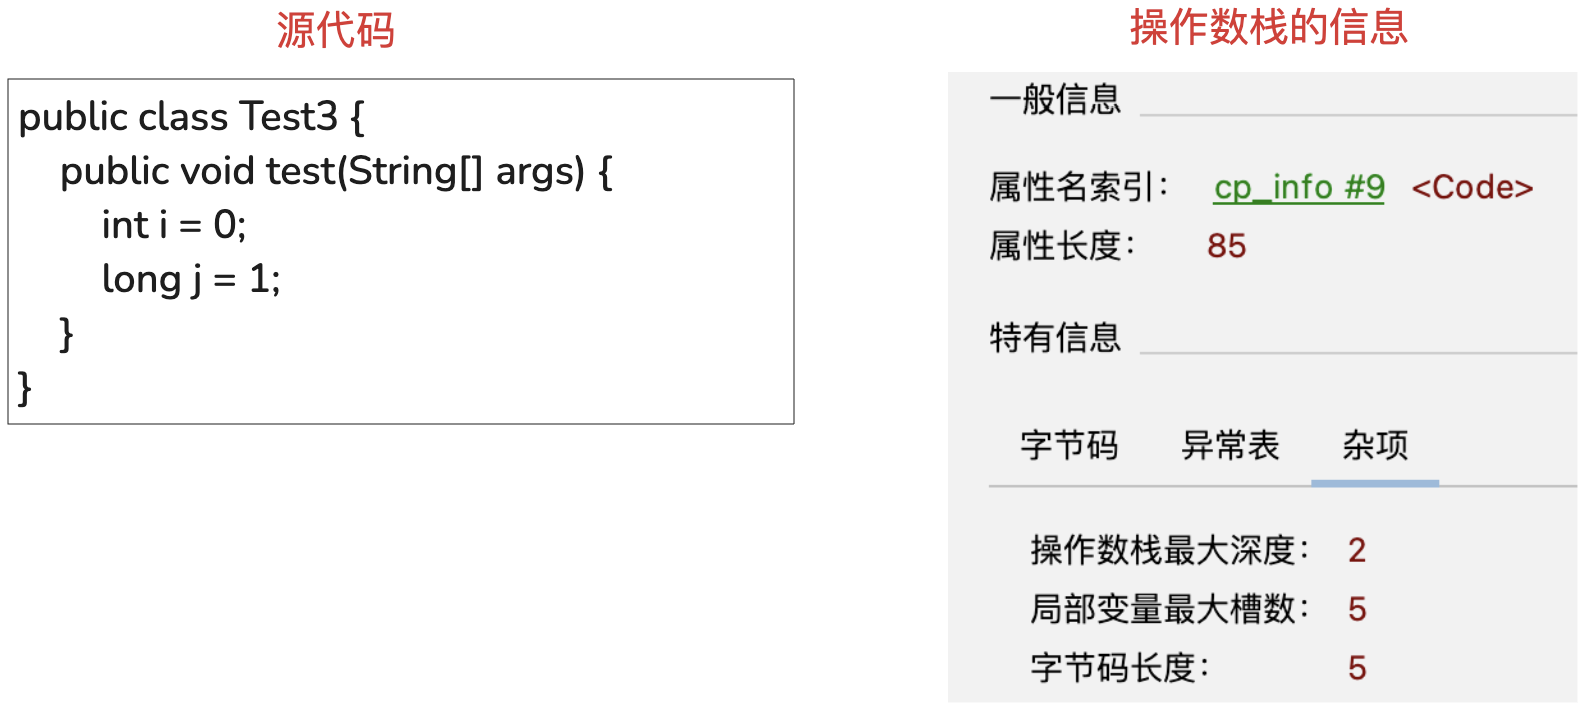 源代码
public class Test3 {
public void test(String[] args) {
int i = 0;
long j = 1;
}
}
操作数栈的信息
一般信息
属性名索引： cp_info #9 <Code>
属性长度： 85
特有信息
字节码 异常表 杂项
操作数栈最大深度： 2
局部变量最大槽数： 5
字节码长度： 5